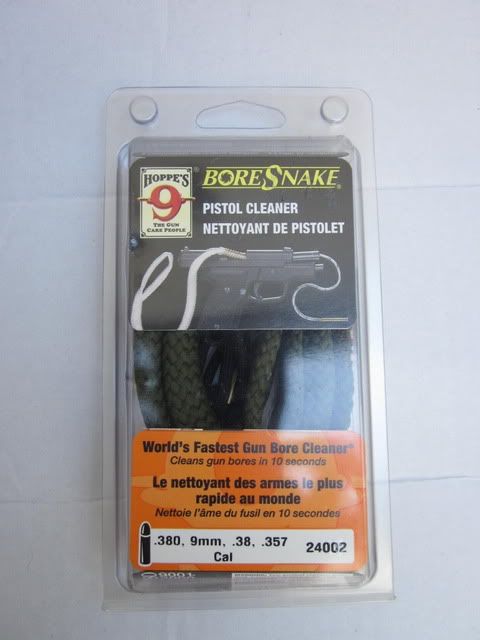 HOPPE'S
9
THE GUN
CARE PEOPLE
BORESNAKE®
PISTOL CLEANER
NETTOYANT DE PISTOLET
World's Fastest Gun Bore Cleaner®
Cleans gun bores in 10 seconds
Le nettoyant des armes le plus
rapide au monde
Nettoie l'âme du fusil en 10 secondes
.380, 9mm, .38, .357
Cal
24002
9001